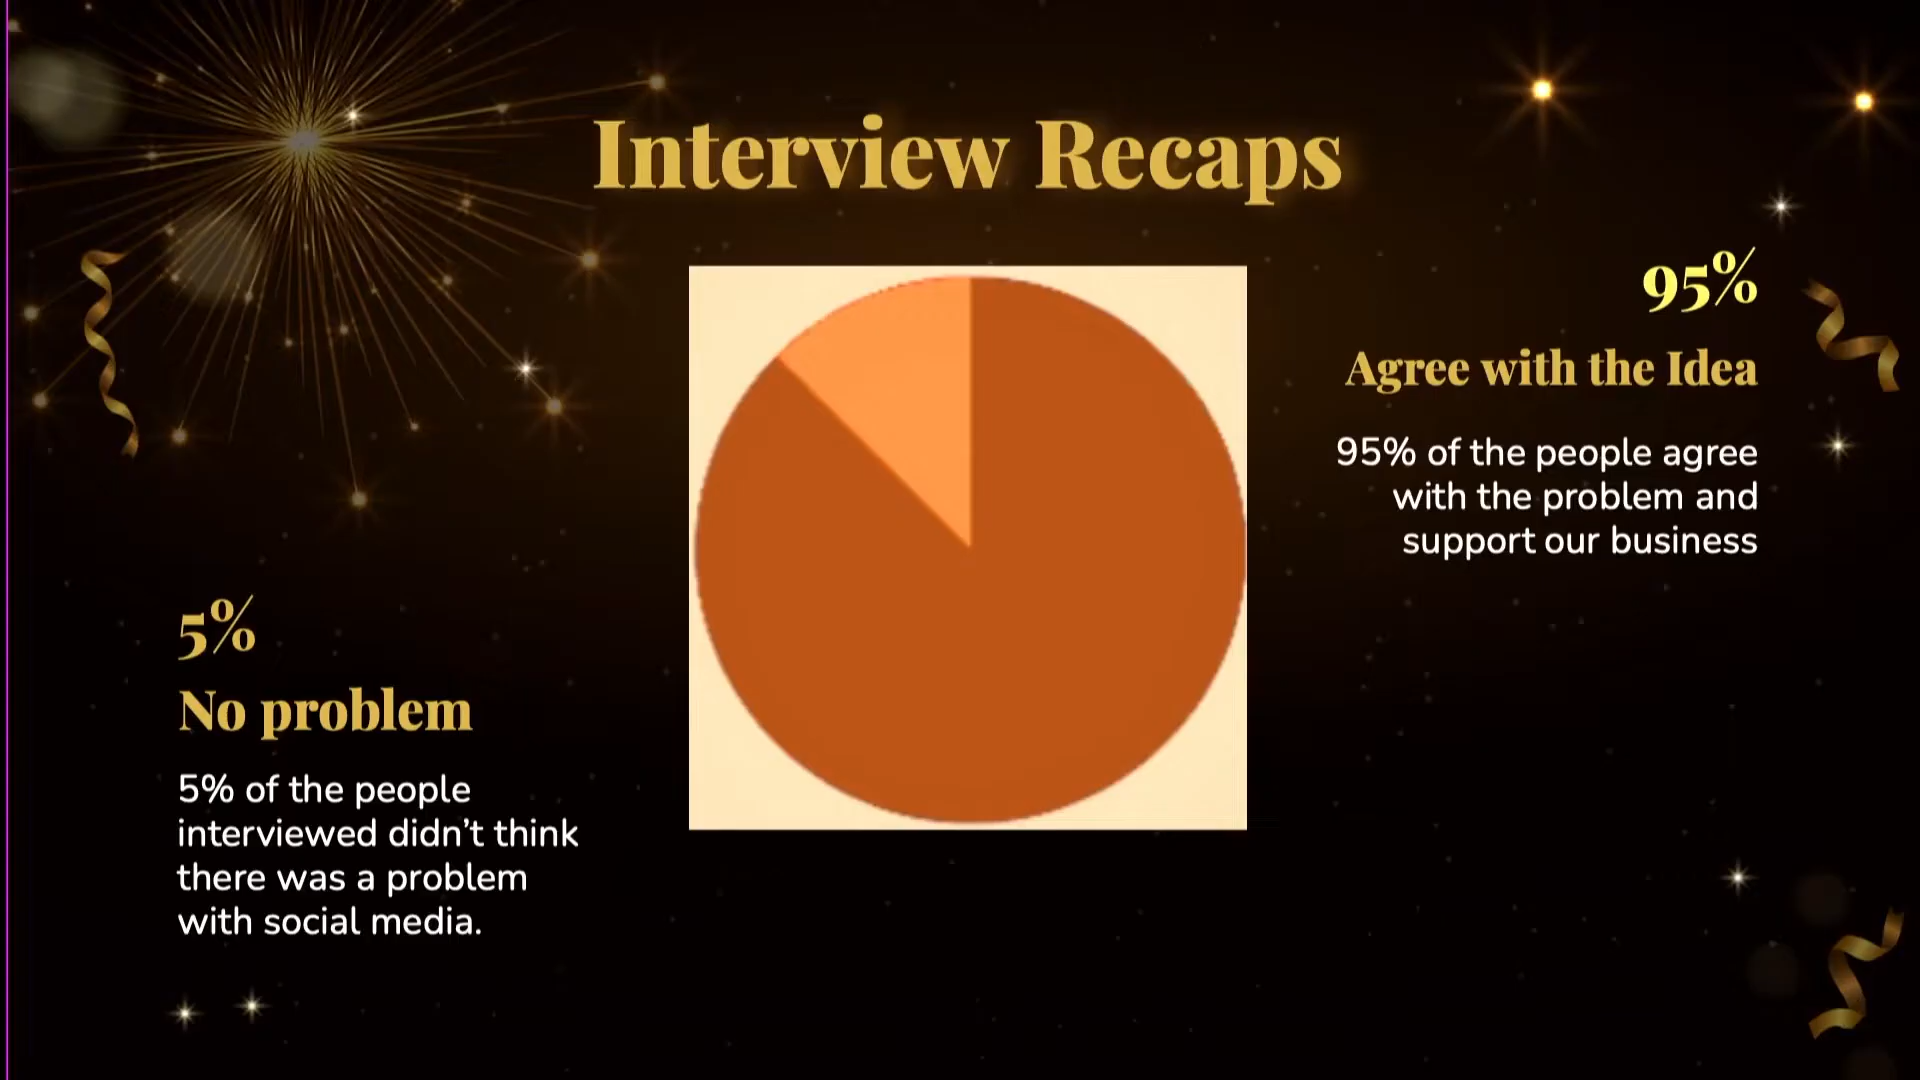 Interview Recaps
95%
Agree with the Idea
95% of the people agree
with the problem and
support our business
5%
No problem
5% of the people
interviewed didn’t think
there was a problem
with social media.